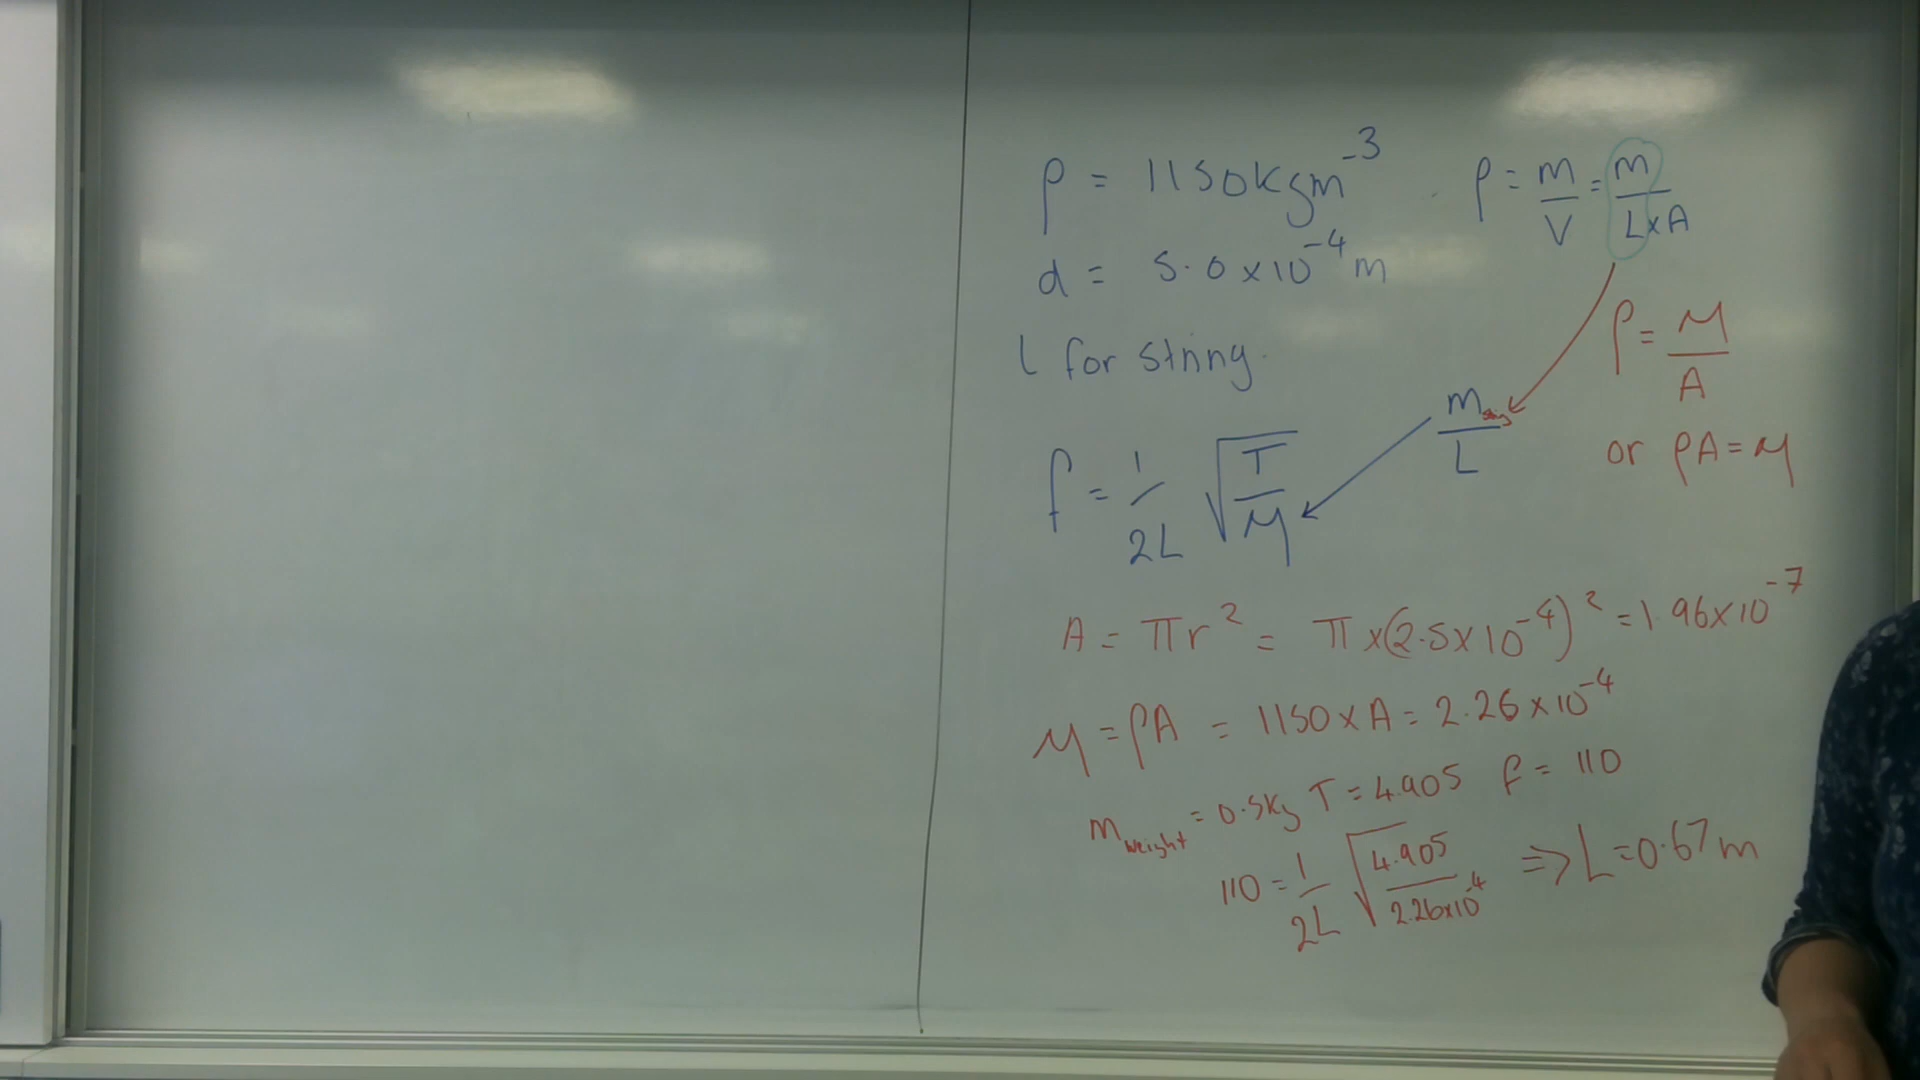 ρ = 1150kgm⁻³
ρ = m/V = m/(L×A)
d = 5.0 × 10⁻⁴ m
ρ = μ/A
l for string.
m/L
or ρA = μ
f = 1/2L √(T/μ)
A = πr² = π×(2.5×10⁻⁴)² = 1.96×10⁻⁷
μ = ρA = 1150 × A = 2.26 × 10⁻⁴
m weight = 0.5kg T = 4.905 f = 110
110 = 1/2L √(4.905/2.26×10⁻⁴) ⇒ L = 0.67m